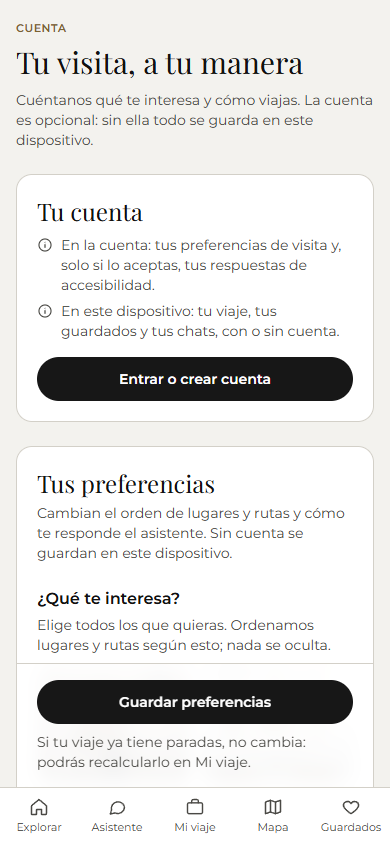 CUENTA
Tu visita, a tu manera
Cuéntanos qué te interesa y cómo viajas. La cuenta
es opcional: sin ella todo se guarda en este
dispositivo.
Tu cuenta
En la cuenta: tus preferencias de visita y,
solo si lo aceptas, tus respuestas de
accesibilidad.
En este dispositivo: tu viaje, tus
guardados y tus chats, con o sin cuenta.
Entrar o crear cuenta
Tus preferencias
Cambian el orden de lugares y rutas y cómo
te responde el asistente. Sin cuenta se
guardan en este dispositivo.
¿Qué te interesa?
Elige todos los que quieras. Ordenamos
lugares y rutas según esto; nada se oculta.
Guardar preferencias
Si tu viaje ya tiene paradas, no cambia:
podrás recalcularlo en Mi viaje.
Explorar
Asistente
Mi viaje
Mapa
Guardados